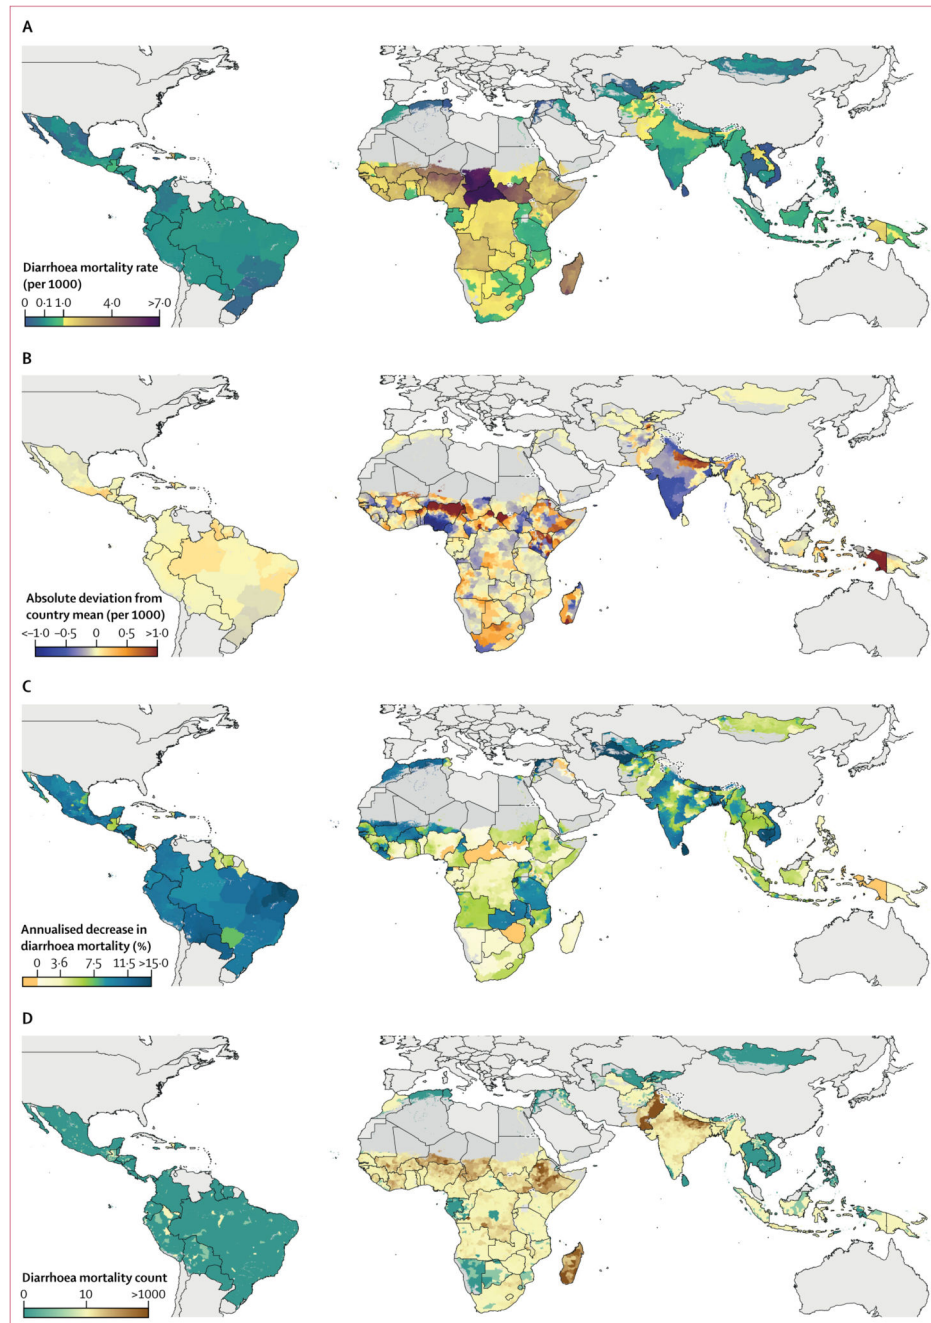 A
Diarrhoea mortality rate
(per 1000)
0 0·1 1·0 4·0 >7·0
B
Absolute deviation from
country mean (per 1000)
<–1·0 –0·5 0 0·5 >1·0
C
Annualised decrease in
diarrhoea mortality (%)
0 3·6 7·5 11·5 >15·0
D
Diarrhoea mortality count
0 10 >1000